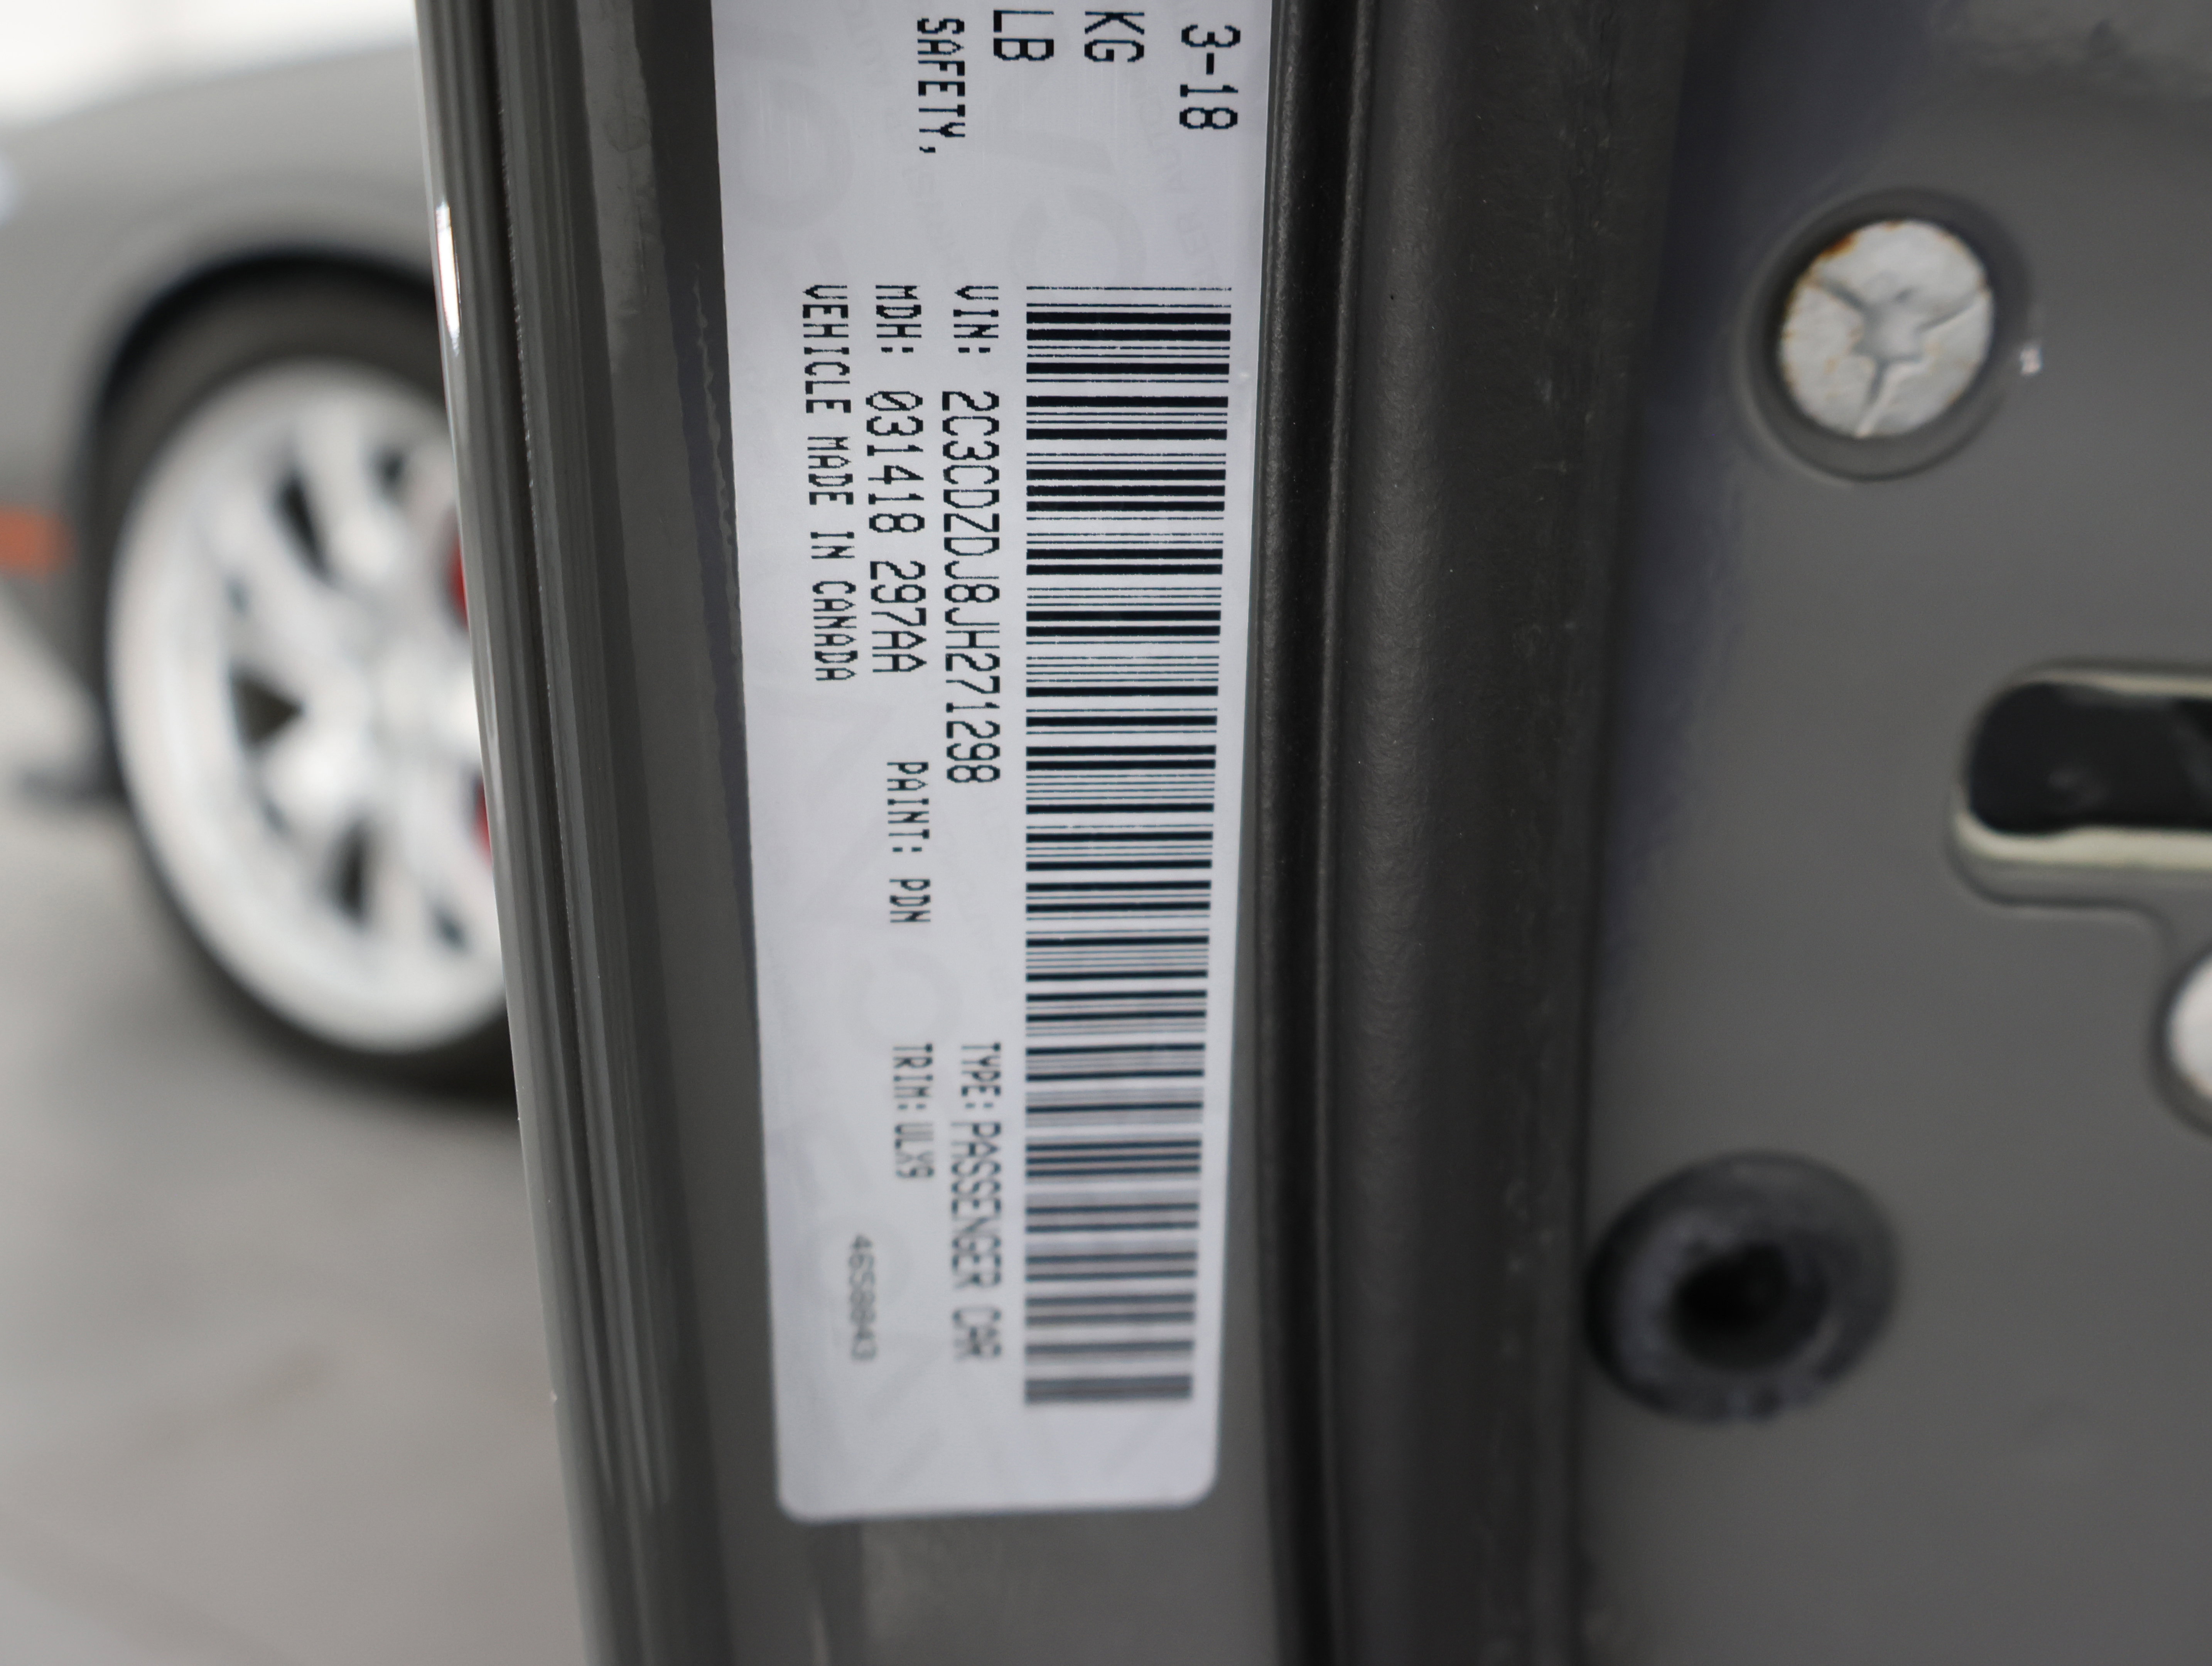 3-18
KG
LB
SAFETY,
VIN: 2C3CDZDJ8JH271298 TYPE: PASSENGER CAR
MDH: 031418 297AA PAINT: PDN TRIM: ULX9
VEHICLE MADE IN CANADA